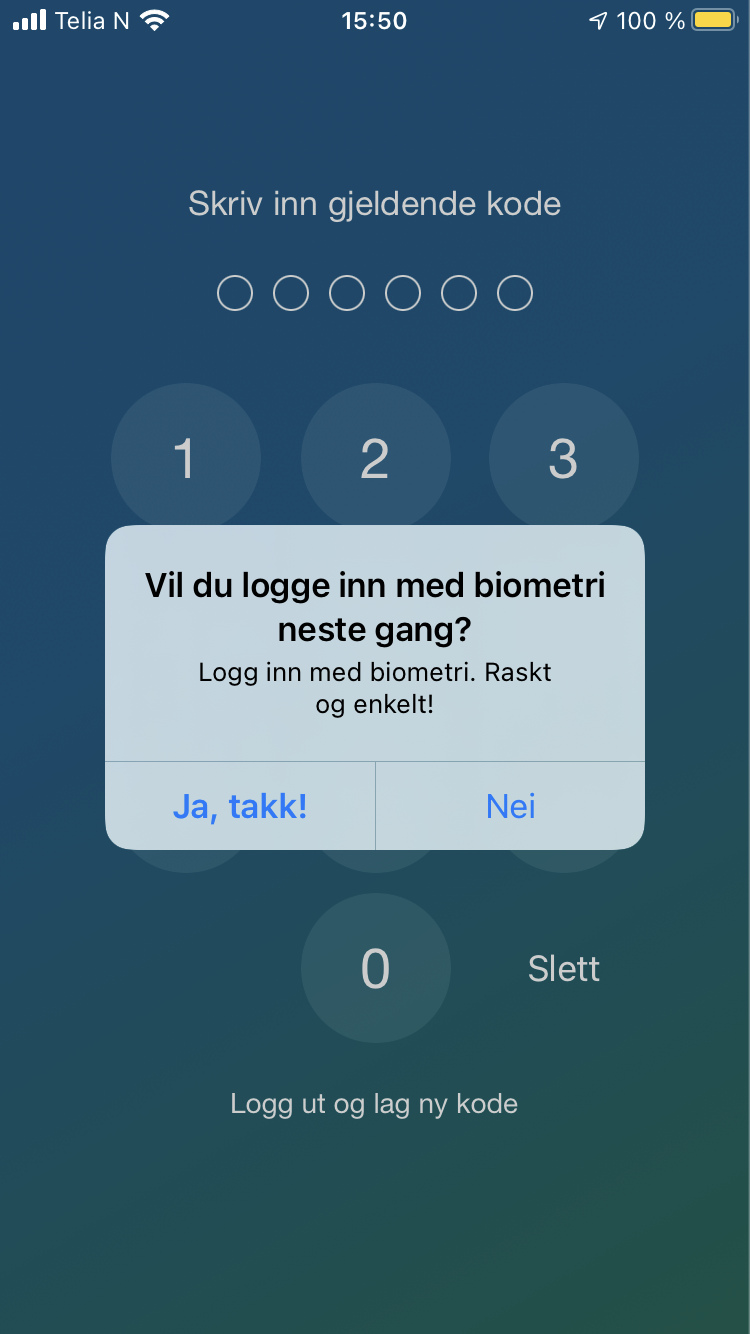 Telia N 15:50 100 %
Skriv inn gjeldende kode
1 2 3
Vil du logge inn med biometri
neste gang?
Logg inn med biometri. Raskt
og enkelt!
Ja, takk! Nei
0 Slett
Logg ut og lag ny kode